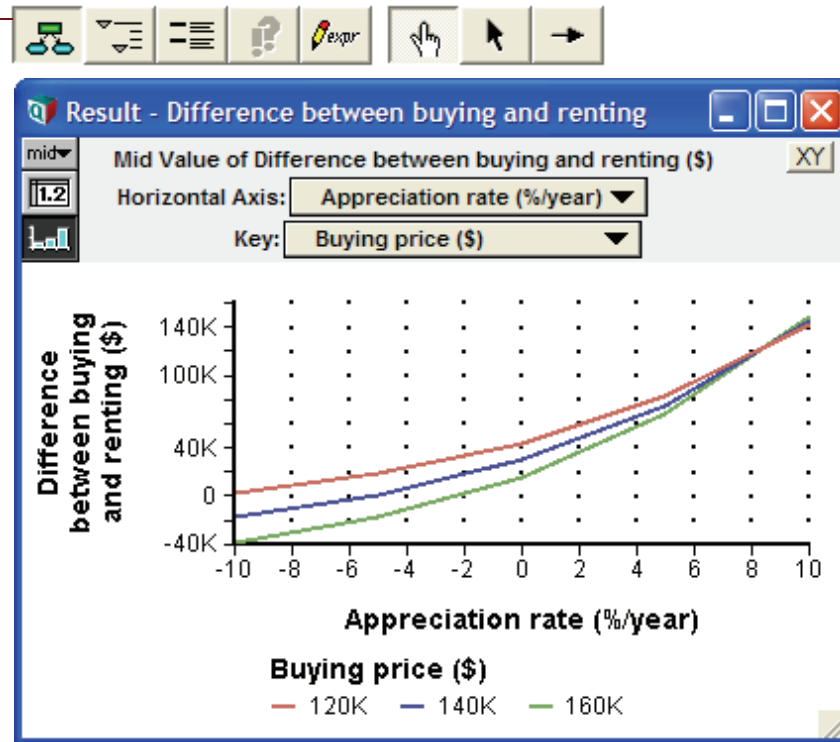 expr
Result - Difference between buying and renting
mid
Mid Value of Difference between buying and renting ($)
XY
1.2
Horizontal Axis: Appreciation rate (%/year)
Key: Buying price ($)
Difference
between buying
and renting ($)
140K
100K
40K
0
-40K
-10 -8 -6 -4 -2 0 2 4 6 8 10
Appreciation rate (%/year)
Buying price ($)
120K 140K 160K